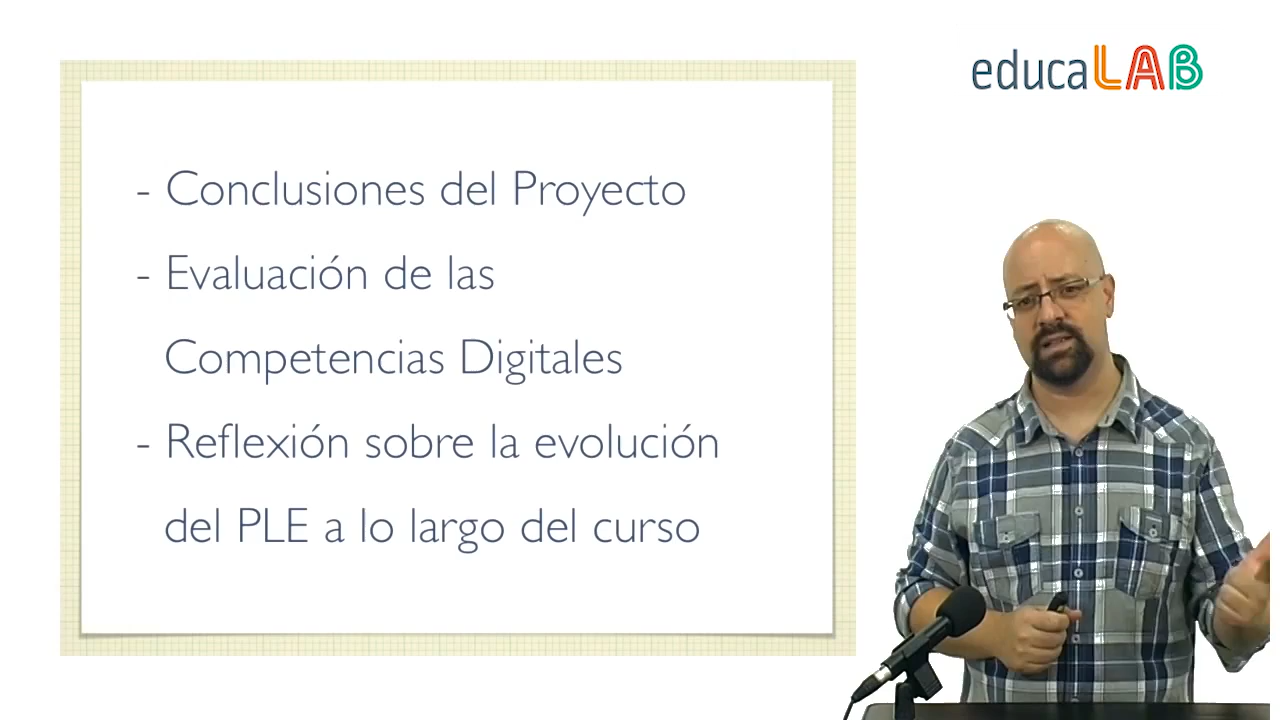 educaLAB
- Conclusiones del Proyecto
- Evaluación de las
Competencias Digitales
- Reflexión sobre la evolución
del PLE a lo largo del curso